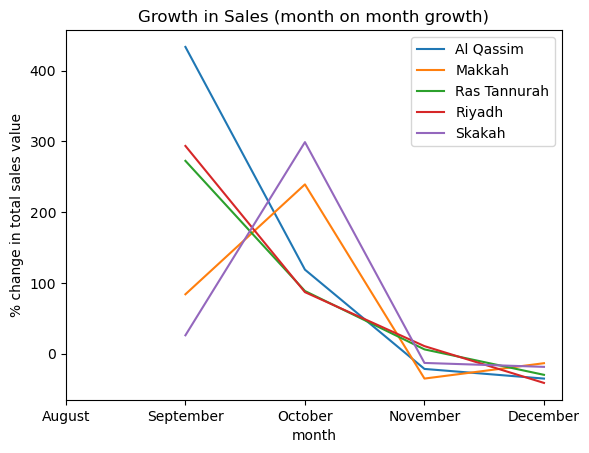 Growth in Sales (month on month growth)
Al Qassim
Makkah
Ras Tannurah
Riyadh
Skakah
% change in total sales value
400
300
200
100
0
August September October November December
month